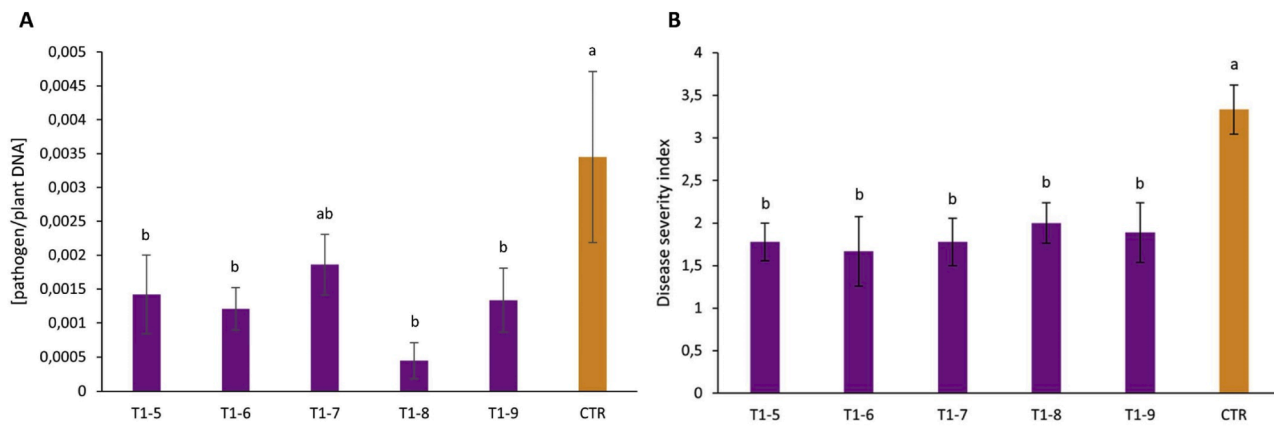 A
[pathogen/plant DNA]
0,005
0,0045
0,004
0,0035
0,003
0,0025
0,002
0,0015
0,001
0,0005
0
b
b
ab
b
b
a
T1-5 T1-6 T1-7 T1-8 T1-9 CTR
B
Disease severity index
4
3,5
3
2,5
2
1,5
1
0,5
0
b
b
b
b
b
a
T1-5 T1-6 T1-7 T1-8 T1-9 CTR